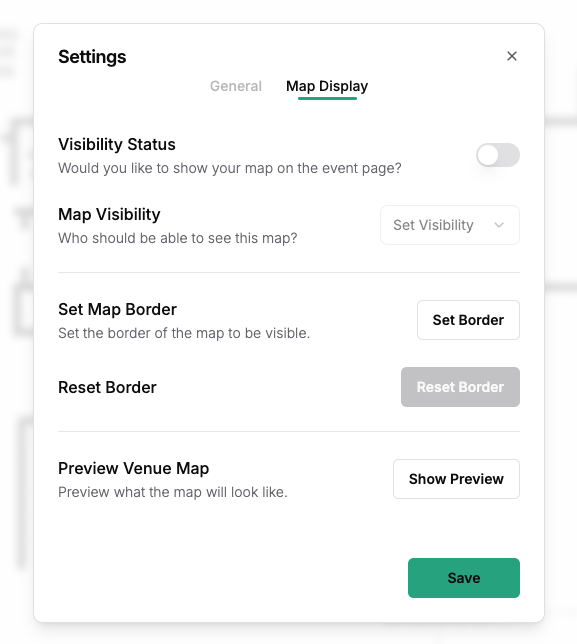 Settings
General Map Display
Visibility Status
Would you like to show your map on the event page?
Map Visibility
Who should be able to see this map?
Set Visibility
Set Map Border
Set the border of the map to be visible.
Set Border
Reset Border
Reset Border
Preview Venue Map
Preview what the map will look like.
Show Preview
Save